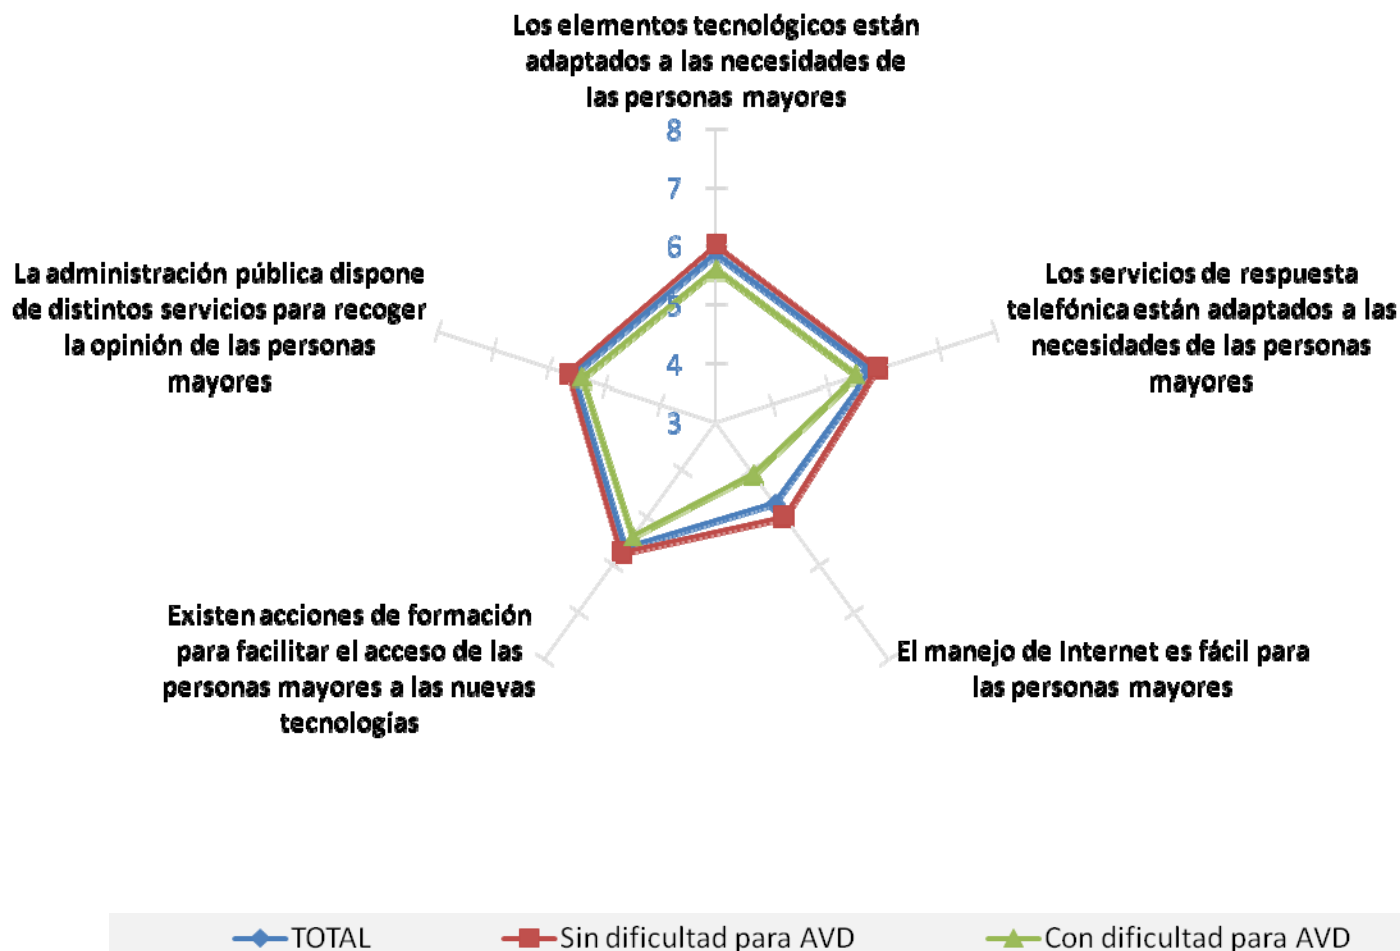 Los elementos tecnológicos están
adaptados a las necesidades de
las personas mayores
8
7
6
5
4
3
La administración pública dispone
de distintos servicios para recoger
la opinión de las personas
mayores
Los servicios de respuesta
telefónica están adaptados a las
necesidades de las personas
mayores
Existen acciones de formación
para facilitar el acceso de las
personas mayores a las nuevas
tecnologías
El manejo de Internet es fácil para
las personas mayores
TOTAL
Sin dificultad para AVD
Con dificultad para AVD